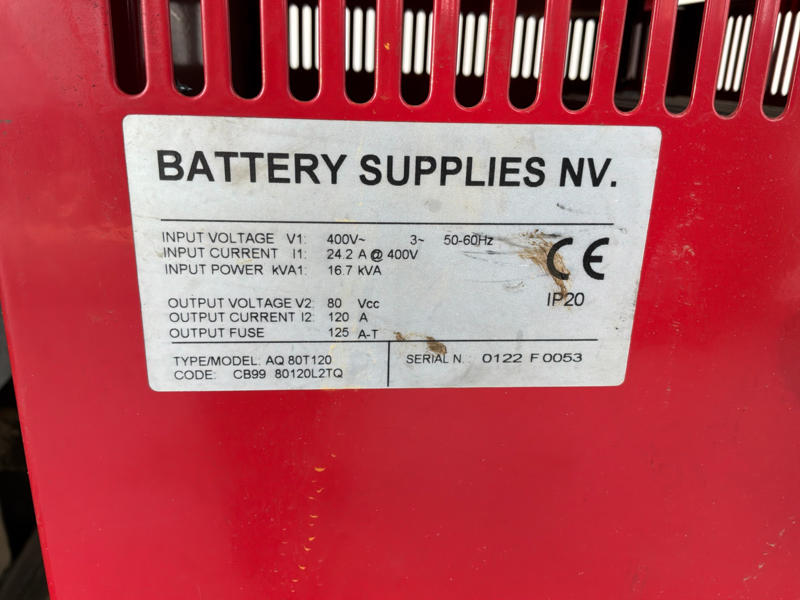 BATTERY SUPPLIES NV.
INPUT VOLTAGE V1: 400V~ 3~ 50-60Hz
INPUT CURRENT I1: 24.2 A @ 400V
INPUT POWER kVA1: 16.7 kVA
CE
OUTPUT VOLTAGE V2: 80 Vcc
IP20
OUTPUT CURRENT I2: 120 A
OUTPUT FUSE 125 A-T
TYPE/MODEL: AQ 80T120
CODE: CB99 80120L2TQ
SERIAL N.: 0122 F 0053